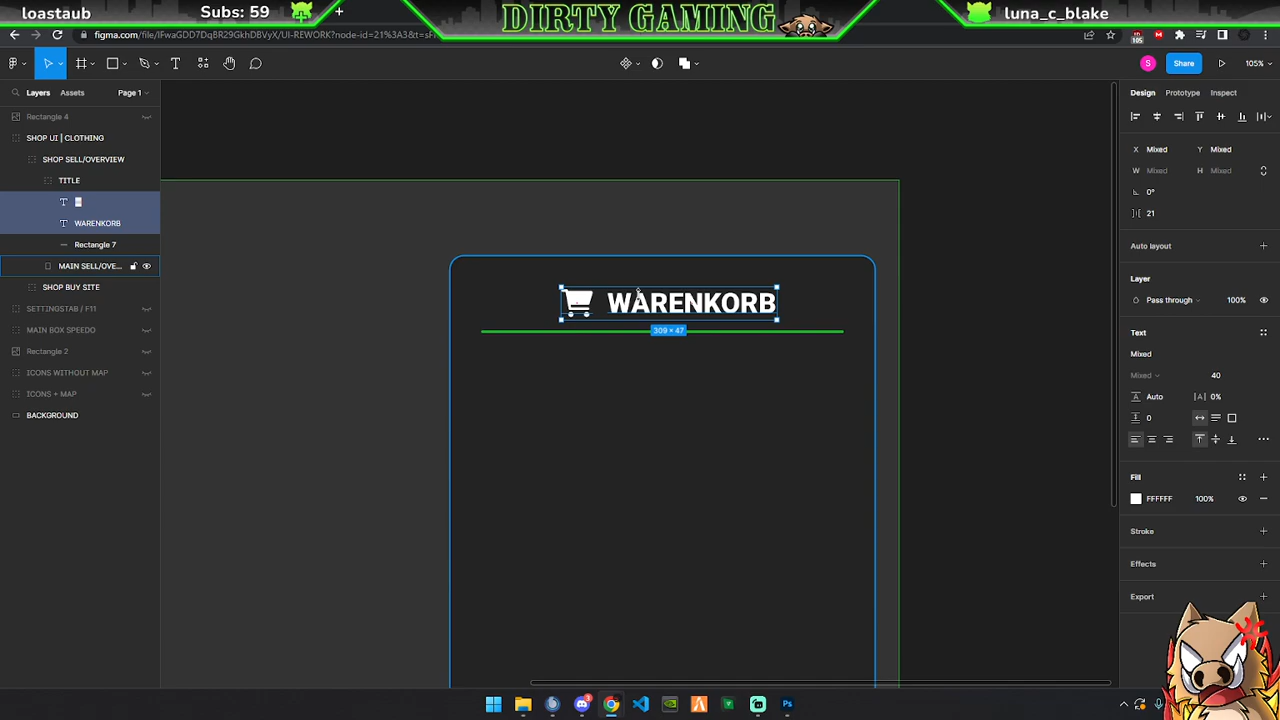 loastaub
Subs: 59
DIRTY GAMING
luna_c_blake
figma.com/file/IFwaGDD7DqBR29GkhDBVyX/UI-REWORK?node-id=21%3A3&t=sF
105
S
Share
105%
Layers
Assets
Page 1
Design
Prototype
Inspect
Rectangle 4
SHOP UI | CLOTHING
SHOP SELL/OVERVIEW
TITLE
WARENKORB
Rectangle 7
MAIN SELL/OVE...
SHOP BUY SITE
SETTINGSTAB / F11
MAIN BOX SPEEDO
Rectangle 2
ICONS WITHOUT MAP
ICONS + MAP
BACKGROUND
WARENKORB
309 × 47
X Mixed
Y Mixed
W Mixed
H Mixed
0°
21
Auto layout
Layer
Pass through
100%
Text
Mixed
Mixed
40
Auto
|A| 0%
0
Fill
FFFFFF
100%
Stroke
Effects
Export
Ps